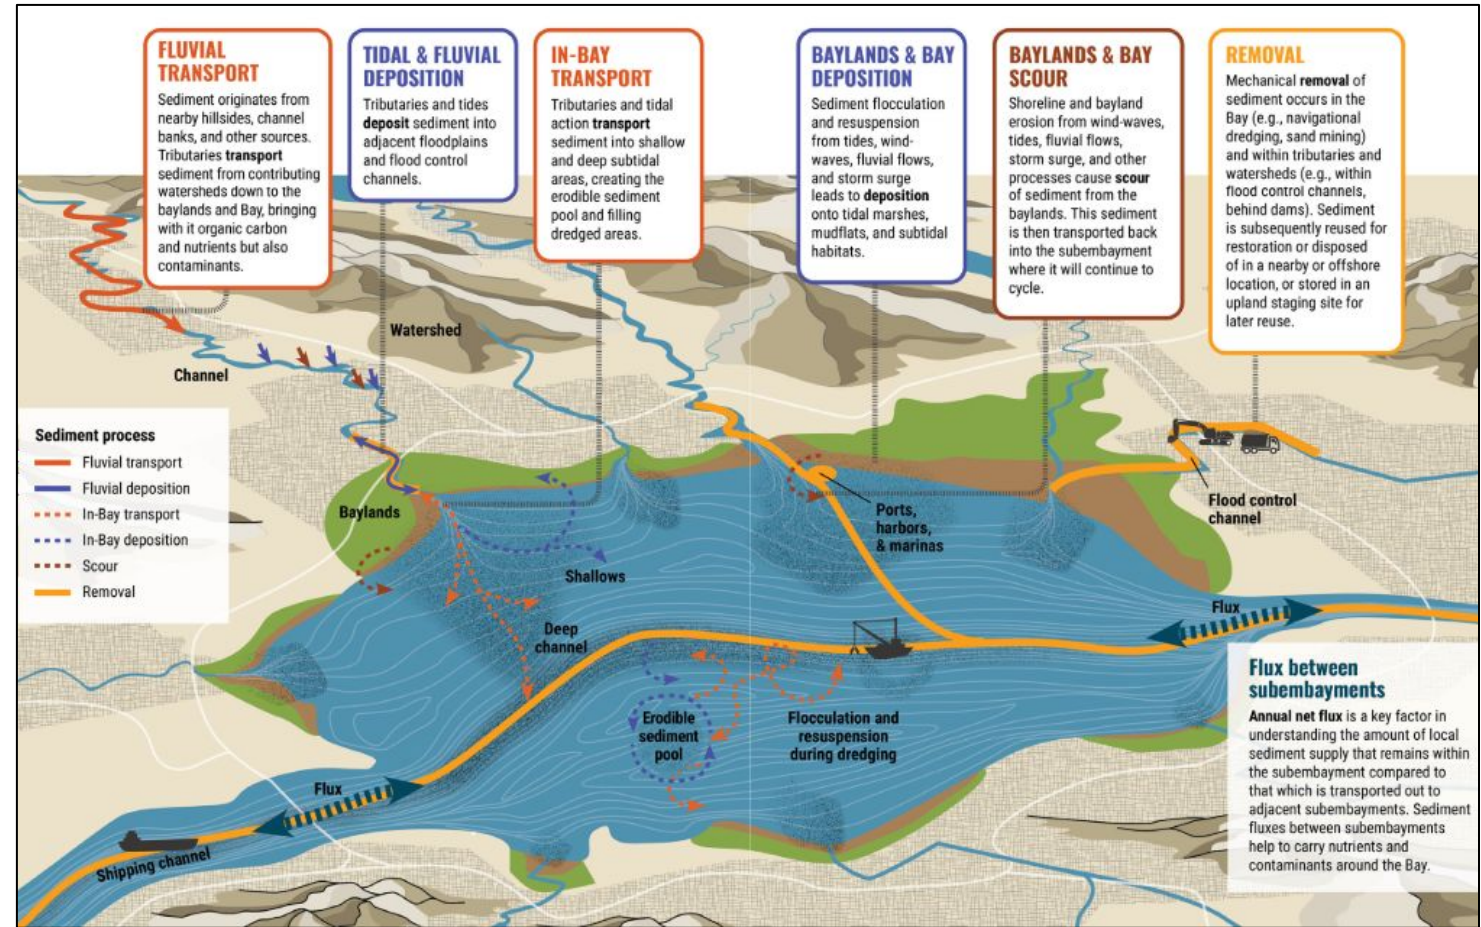 FLUVIAL
TRANSPORT
Sediment originates from
nearby hillsides, channel
banks, and other sources.
Tributaries transport
sediment from contributing
watersheds down to the
baylands and Bay, bringing
with it organic carbon
and nutrients but also
contaminants.
TIDAL & FLUVIAL
DEPOSITION
Tributaries and tides
deposit sediment into
adjacent floodplains
and flood control
channels.
IN-BAY
TRANSPORT
Tributaries and tidal
action transport
sediment into shallow
and deep subtidal
areas, creating the
erodible sediment
pool and filling
dredged areas.
BAYLANDS & BAY
DEPOSITION
Sediment flocculation
and resuspension
from tides, wind-
waves, fluvial flows,
and storm surge
leads to deposition
onto tidal marshes,
mudflats, and subtidal
habitats.
BAYLANDS & BAY
SCOUR
Shoreline and bayland
erosion from wind-waves,
tides, fluvial flows,
storm surge, and other
processes cause scour
of sediment from the
baylands. This sediment
is then transported back
into the subembayment
where it will continue to
cycle.
REMOVAL
Mechanical removal of
sediment occurs in the
Bay (e.g., navigational
dredging, sand mining)
and within tributaries and
watersheds (e.g., within
flood control channels,
behind dams). Sediment
is subsequently reused for
restoration or disposed
of in a nearby or offshore
location, or stored in an
upland staging site for
later reuse.
Watershed
Channel
Sediment process
Fluvial transport
Fluvial deposition
In-Bay transport
In-Bay deposition
Scour
Removal
Baylands
Shallows
Deep
channel
Ports,
harbors,
& marinas
Flood control
channel
Flux
Erodible
sediment
pool
Flocculation and
resuspension
during dredging
Flux
Shipping channel
Flux between
subembayments
Annual net flux is a key factor in
understanding the amount of local
sediment supply that remains within
the subembayment compared to
that which is transported out to
adjacent subembayments. Sediment
fluxes between subembayments
help to carry nutrients and
contaminants around the Bay.